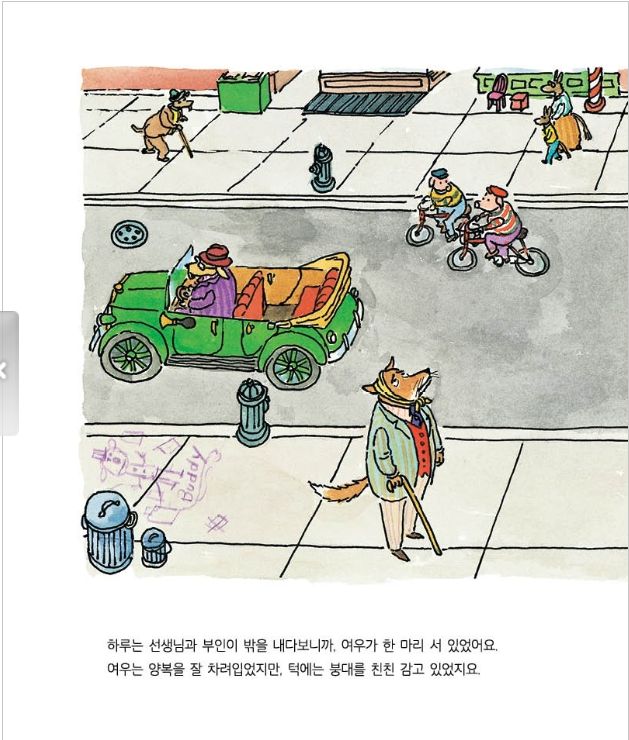 Buddy
하루는 선생님과 부인이 밖을 내다보니까, 여우가 한 마리 서 있었어요.
여우는 양복을 잘 차려입었지만, 턱에는 붕대를 친친 감고 있었지요.